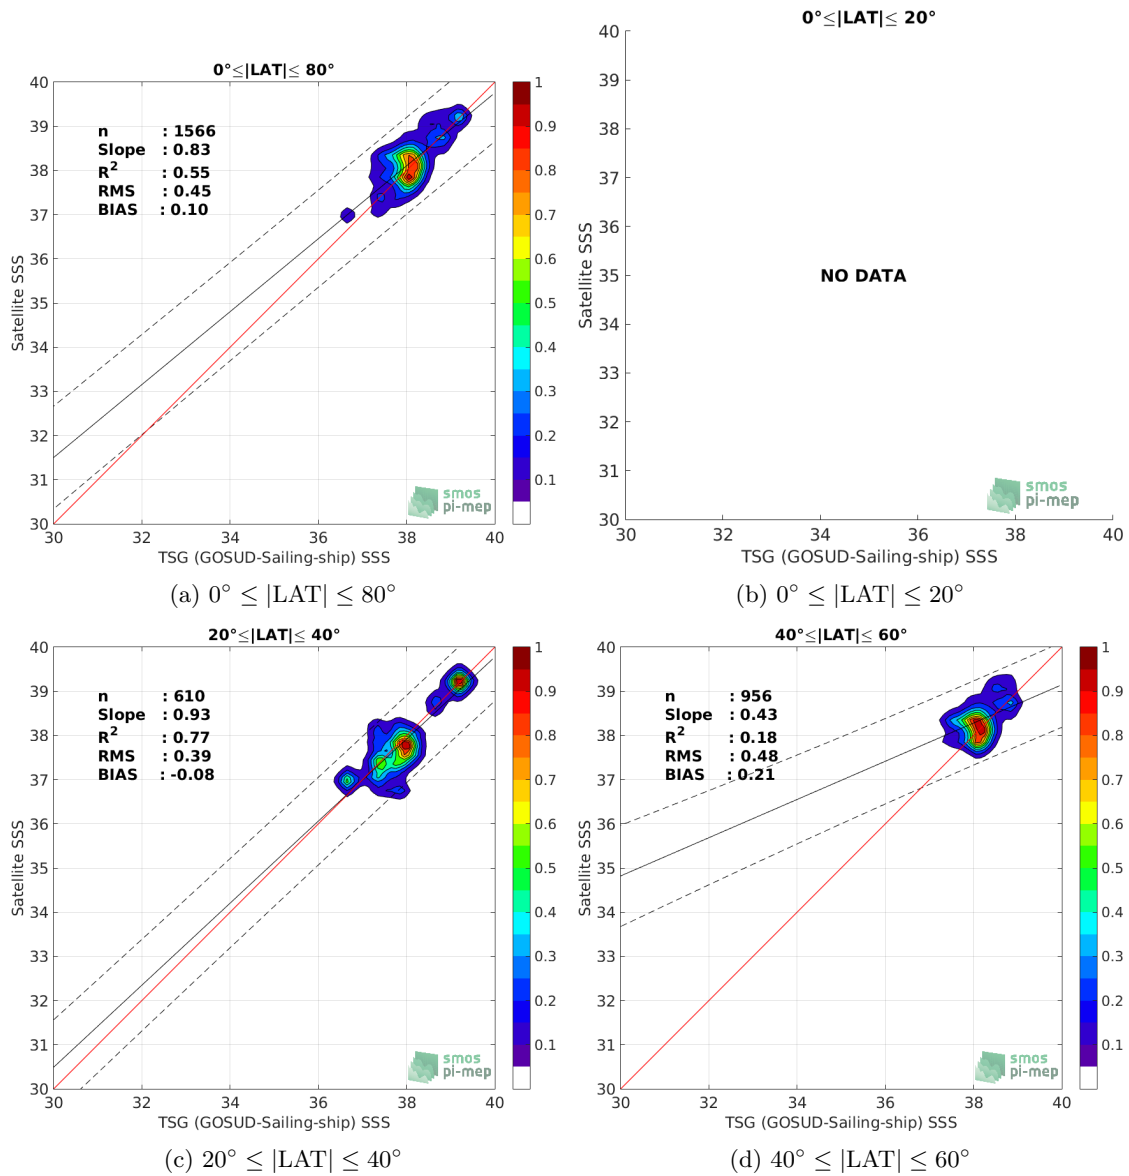 0°≤|LAT|≤ 80°
40
39
38
37
36
35
34
33
32
31
30
Satellite SSS
n : 1566
Slope : 0.83
R2 : 0.55
RMS : 0.45
BIAS : 0.10
smos
pi-mep
30 32 34 36 38 40
TSG (GOSUD-Sailing-ship) SSS
1
0.9
0.8
0.7
0.6
0.5
0.4
0.3
0.2
0.1
(a) 0° ≤ |LAT| ≤ 80°
0°≤|LAT|≤ 20°
40
39
38
37
36
35
34
33
32
31
30
Satellite SSS
NO DATA
smos
pi-mep
30 32 34 36 38 40
TSG (GOSUD-Sailing-ship) SSS
(b) 0° ≤ |LAT| ≤ 20°
20°≤|LAT|≤ 40°
40
39
38
37
36
35
34
33
32
31
30
Satellite SSS
n : 610
Slope : 0.93
R2 : 0.77
RMS : 0.39
BIAS : -0.08
smos
pi-mep
30 32 34 36 38 40
TSG (GOSUD-Sailing-ship) SSS
1
0.9
0.8
0.7
0.6
0.5
0.4
0.3
0.2
0.1
(c) 20° ≤ |LAT| ≤ 40°
40°≤|LAT|≤ 60°
40
39
38
37
36
35
34
33
32
31
30
Satellite SSS
n : 956
Slope : 0.43
R2 : 0.18
RMS : 0.48
BIAS : 0.21
smos
pi-mep
30 32 34 36 38 40
TSG (GOSUD-Sailing-ship) SSS
1
0.9
0.8
0.7
0.6
0.5
0.4
0.3
0.2
0.1
(d) 40° ≤ |LAT| ≤ 60°